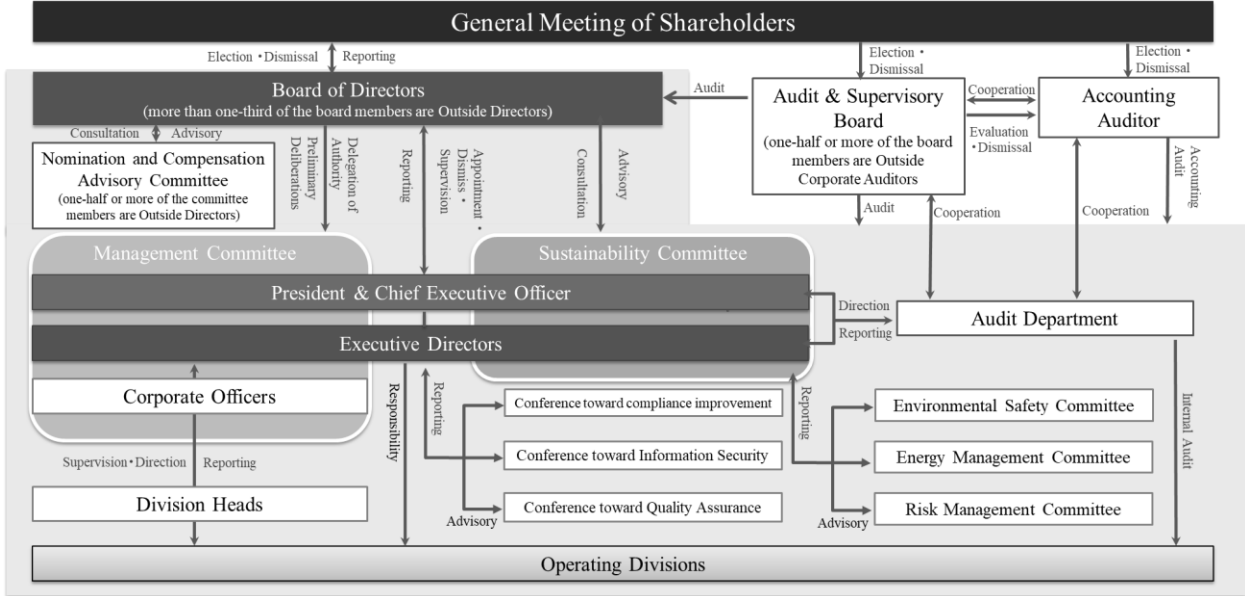 General Meeting of Shareholders
Election・Dismissal
Reporting
Election・
Dismissal
Election・
Dismissal
Board of Directors
(more than one-third of the board members are Outside Directors)
Audit
Audit & Supervisory
Board
(one-half or more of the board
members are Outside
Corporate Auditors
Cooperation
Evaluation
・Dismissal
Accounting
Auditor
Consultation
Advisory
Nomination and Compensation
Advisory Committee
(one-half or more of the committee
members are Outside Directors)
Delegation of
Authority
Preliminary
Deliberations
Reporting
Appointment・
Dismiss・
Supervision
Advisory
Consultation
Audit
Cooperation
Cooperation
Accounting
Audit
Management Committee
Sustainability Committee
President & Chief Executive Officer
Executive Directors
Direction
Reporting
Audit Department
Corporate Officers
Responsibility
Reporting
Conference toward compliance improvement
Conference toward Information Security
Conference toward Quality Assurance
Advisory
Reporting
Environmental Safety Committee
Energy Management Committee
Risk Management Committee
Advisory
Internal Audit
Supervision・Direction
Reporting
Division Heads
Operating Divisions